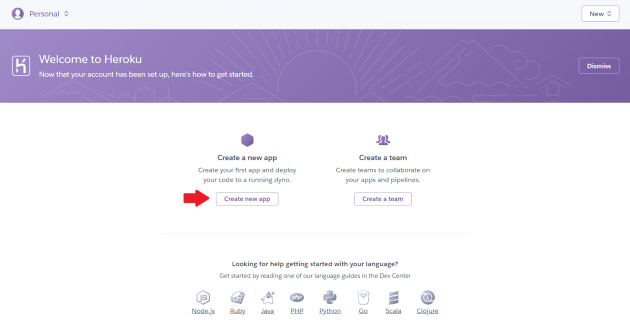 Personal
New
Welcome to Heroku
Now that your account has been set up, here's how to get started.
Dismiss
Create a new app
Create your first app and deploy
your code to a running dyno.
Create new app
Create a team
Create teams to collaborate on
your apps and pipelines.
Create a team
Looking for help getting started with your language?
Get started by reading one of our language guides in the Dev Center
JS
php
Node.js Ruby Java PHP Python Go Scala Clojure